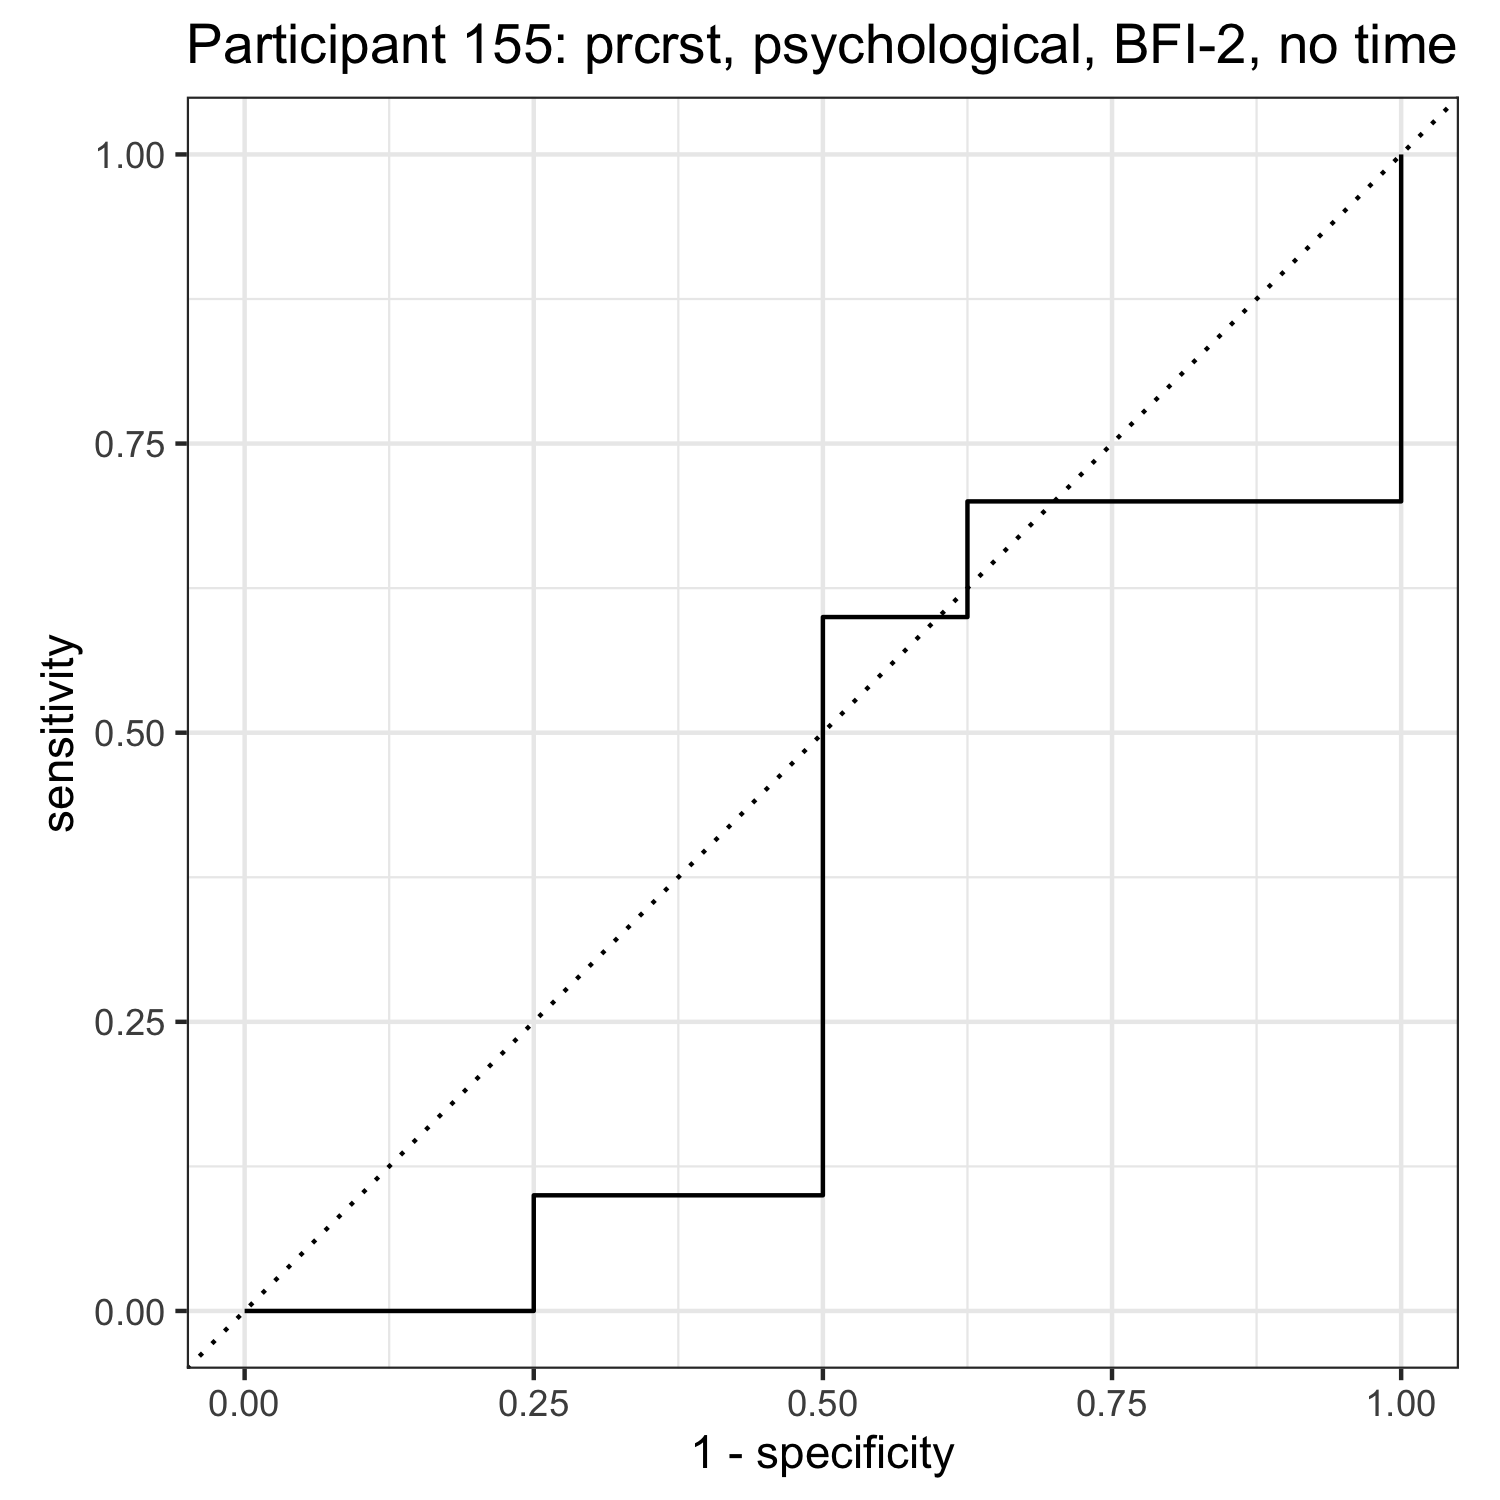 Participant 155: prcrst, psychological, BFI-2, no time
1.00
0.75
0.50
0.25
0.00
sensitivity
0.00 0.25 0.50 0.75 1.00
1 - specificity